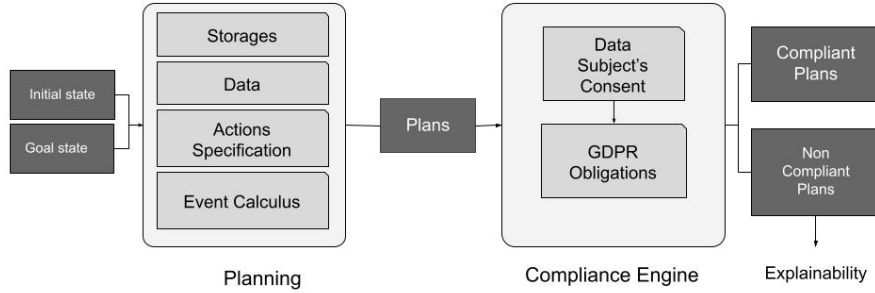 Initial state
Goal state
Storages
Data
Actions
Specification
Event Calculus
Planning
Plans
Data
Subject's
Consent
GDPR
Obligations
Compliance Engine
Compliant
Plans
Non
Compliant
Plans
Explainability